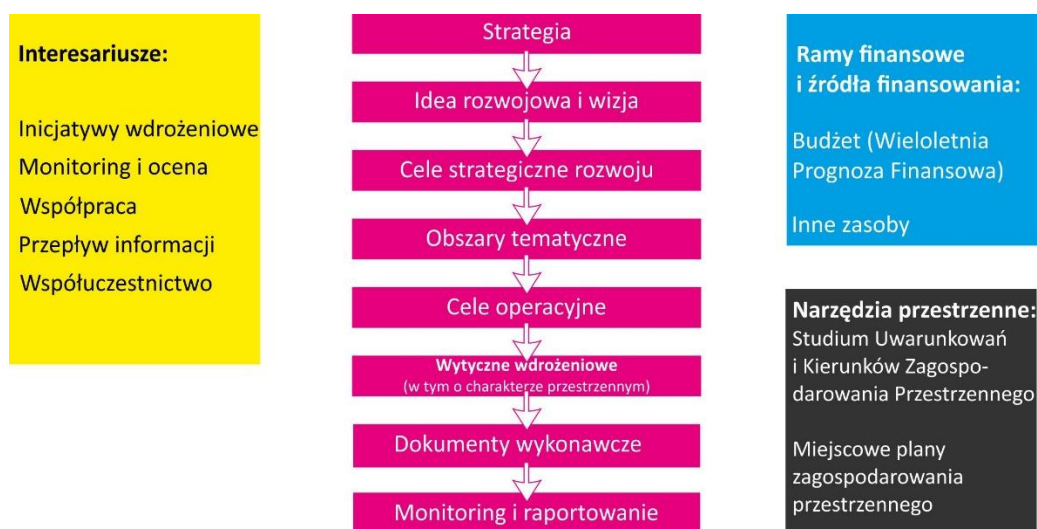 Interesariusze:
Inicjatywy wdrożeniowe
Monitoring i ocena
Współpraca
Przepływ informacji
Współuczestnictwo
Strategia
Idea rozwojowa i wizja
Cele strategiczne rozwoju
Obszary tematyczne
Cele operacyjne
Wytyczne wdrożeniowe
(w tym o charakterze przestrzennym)
Dokumenty wykonawcze
Monitoring i raportowanie
Ramy finansowe
i źródła finansowania:
Budżet (Wieloletnia
Prognoza Finansowa)
Inne zasoby
Narzędzia przestrzenne:
Studium Uwarunkowań
i Kierunków Zagospo-
darowania Przestrzennego
Miejscowe plany
zagospodarowania
przestrzennego